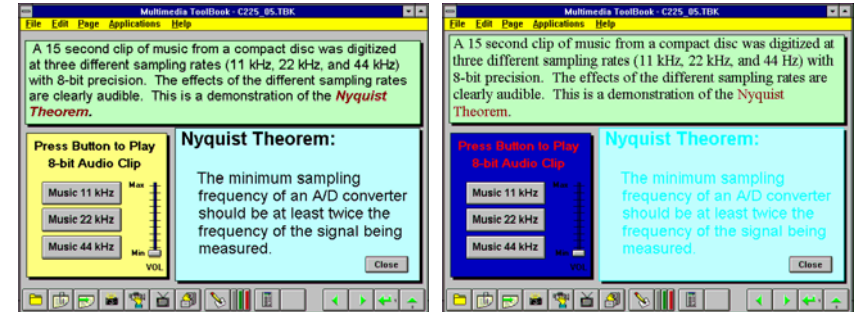 Multimedia ToolBook - C225_05.TBK
File Edit Page Applications Help
A 15 second clip of music from a compact disc was digitized
at three different sampling rates (11 kHz, 22 kHz, and 44 kHz)
with 8-bit precision. The effects of the different sampling rates
are clearly audible. This is a demonstration of the Nyquist
Theorem.
Press Button to Play
8-bit Audio Clip
Music 11 kHz
Music 22 kHz
Music 44 kHz
Max
Min
VOL
Nyquist Theorem:
The minimum sampling
frequency of an A/D converter
should be at least twice the
frequency of the signal being
measured.
Close
Multimedia ToolBook - C225_05.TBK
File Edit Page Applications Help
A 15 second clip of music from a compact disc was digitized at
three different sampling rates (11 kHz, 22 kHz, and 44 Hz) with
8-bit precision. The effects of the different sampling rates are
clearly audible. This is a demonstration of the Nyquist
Theorem.
Press Button to Play
8-bit Audio Clip
Music 11 kHz
Music 22 kHz
Music 44 kHz
Max
Min
VOL
Nyquist Theorem:
The minimum sampling
frequency of an A/D converter
should be at least twice the
frequency of the signal being
measured.
Close